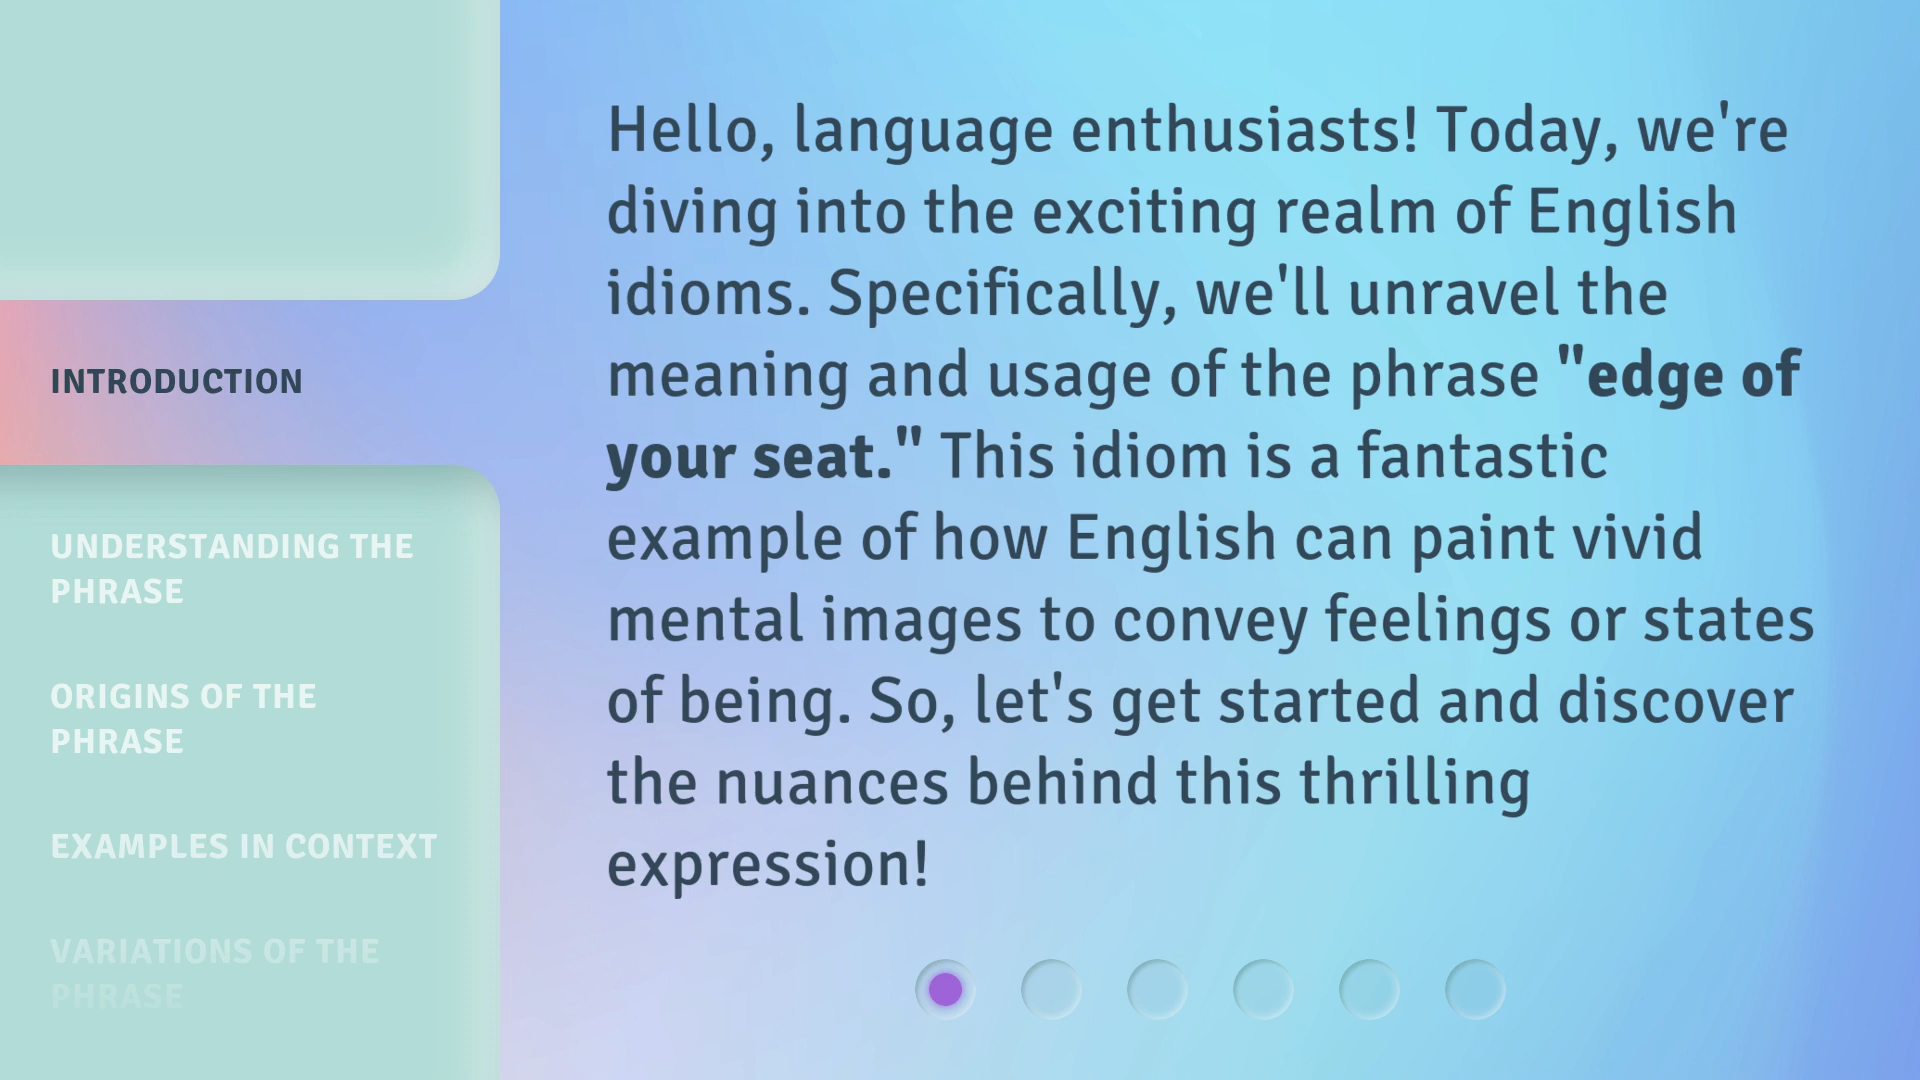 INTRODUCTION
UNDERSTANDING THE
PHRASE
ORIGINS OF THE
PHRASE
EXAMPLES IN CONTEXT
VARIATIONS OF THE
PHRASE
Hello, language enthusiasts! Today, we're
diving into the exciting realm of English
idioms. Specifically, we'll unravel the
meaning and usage of the phrase "edge of
your seat." This idiom is a fantastic
example of how English can paint vivid
mental images to convey feelings or states
of being. So, let's get started and discover
the nuances behind this thrilling
expression!